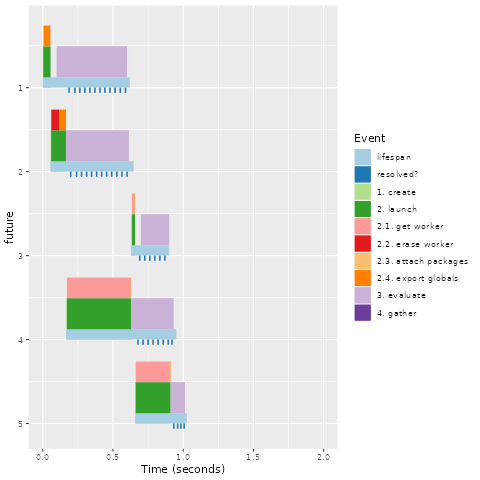 future
1
2
3
4
5
0.0 0.5 1.0 1.5 2.0
Time (seconds)
Event
lifespan
resolved?
1. create
2. launch
2.1. get worker
2.2. erase worker
2.3. attach packages
2.4. export globals
3. evaluate
4. gather